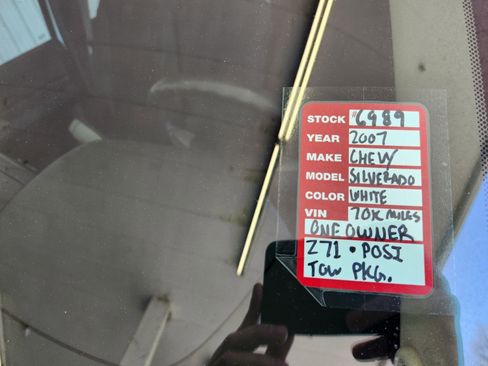 STOCK #6989
YEAR 2007
MAKE CHEVY
MODEL SILVERADO
COLOR WHITE
VIN 70K MILES
ONE OWNER
Z71 • POSI
TOW PKG.